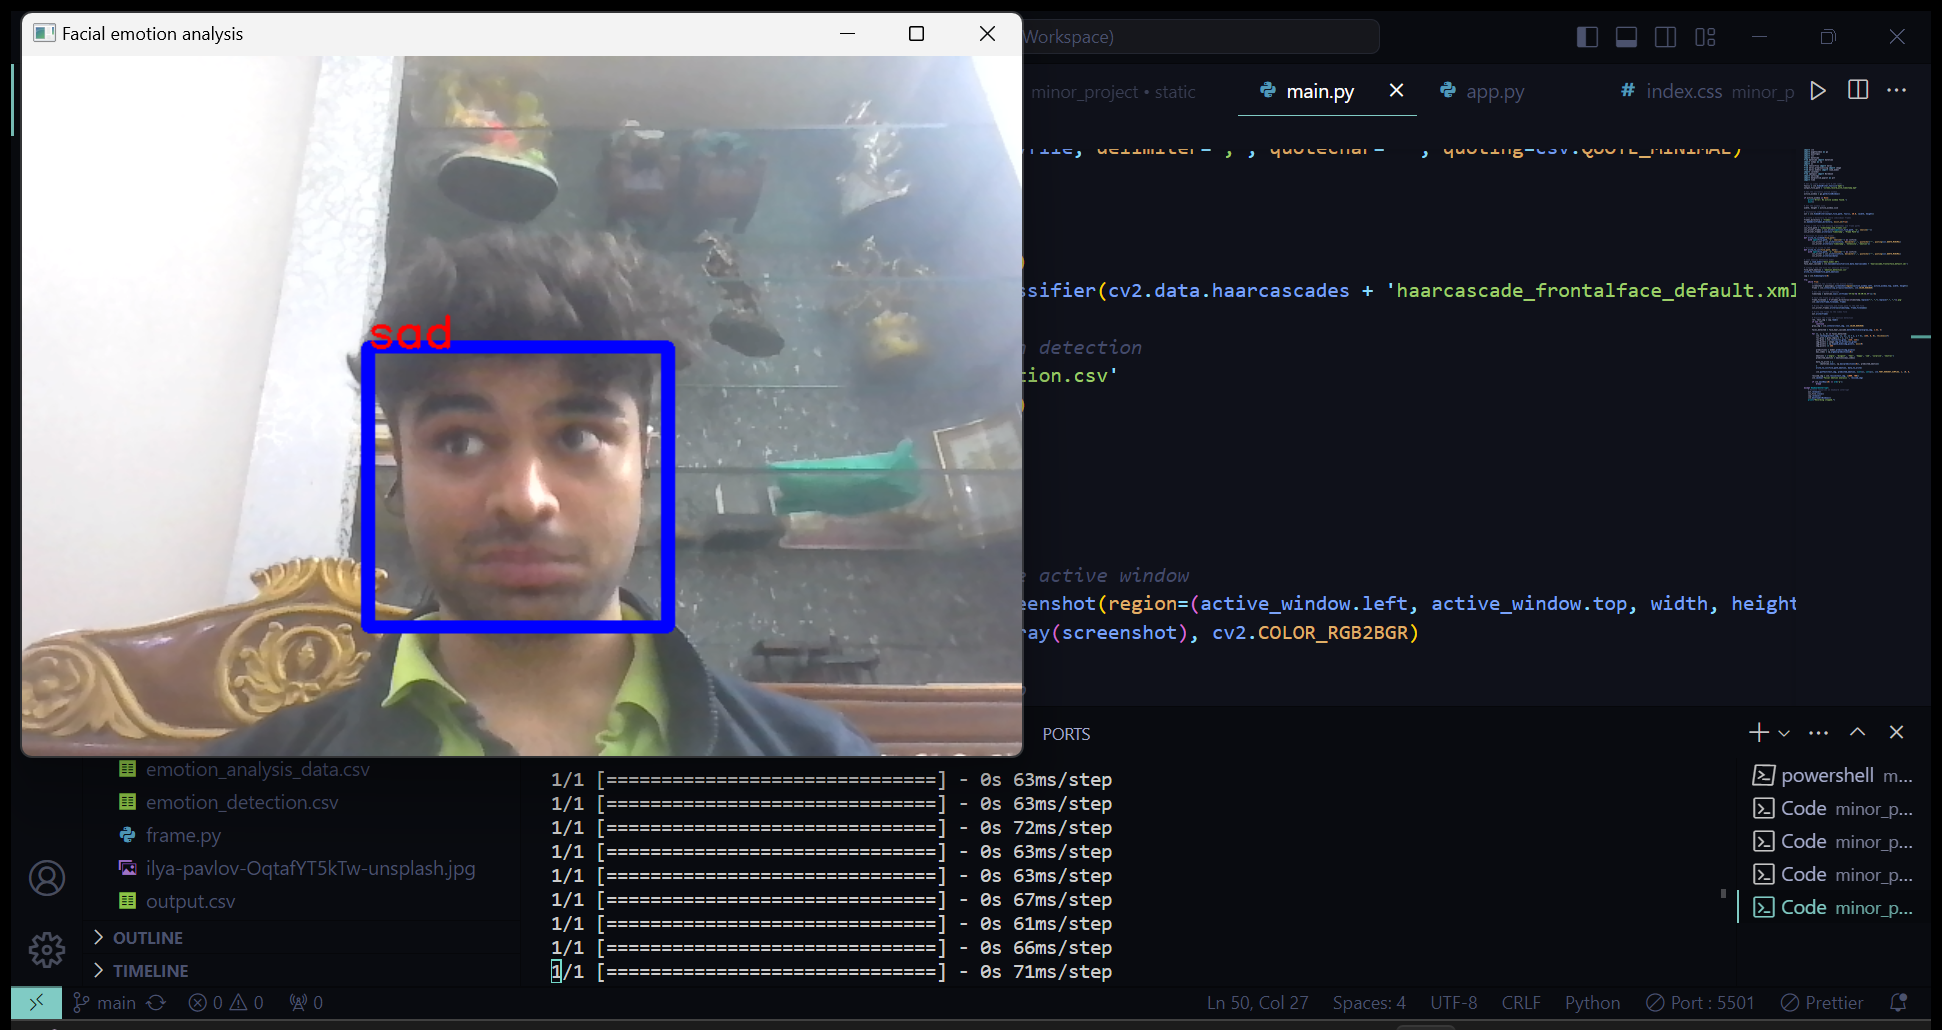 Facial emotion analysis
Workspace)
minor_project • static
main.py
app.py
index.css minor_p
sad
file, delimiter=',', quotechar=' ', quoting=csv.QUOTE_MINIMAL)
ssifier(cv2.data.haarcascades + 'haarcascade_frontalface_default.xml
detection
tion.csv'
)
e active window
eenshot(region=(active_window.left, active_window.top, width, height
ray(screenshot), cv2.COLOR_RGB2BGR)
PORTS
emotion_analysis_data.csv
emotion_detection.csv
frame.py
ilya-pavlov-OqtafYT5kTw-unsplash.jpg
output.csv
OUTLINE
TIMELINE
1/1 [==============================] - 0s 63ms/step
1/1 [==============================] - 0s 63ms/step
1/1 [==============================] - 0s 72ms/step
1/1 [==============================] - 0s 63ms/step
1/1 [==============================] - 0s 63ms/step
1/1 [==============================] - 0s 67ms/step
1/1 [==============================] - 0s 61ms/step
1/1 [==============================] - 0s 66ms/step
1/1 [==============================] - 0s 71ms/step
powershell m...
Code minor_p...
Code minor_p...
Code minor_p...
Code minor_p...
main
0 0
0
Ln 50, Col 27
Spaces: 4
UTF-8
CRLF
Python
Port : 5501
Prettier